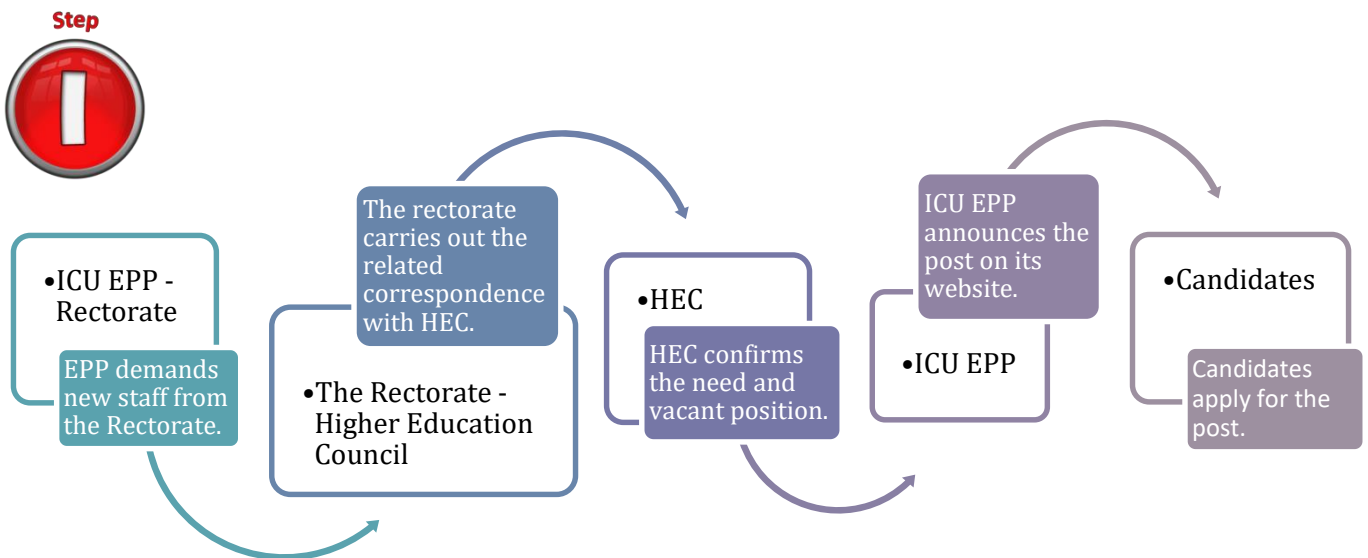 Step
1
•ICU EPP -
Rectorate
EPP demands
new staff from
the Rectorate.
The rectorate
carries out the
related
correspondence
with HEC.
•The Rectorate -
Higher Education
Council
•HEC
HEC confirms
the need and
vacant position.
ICU EPP
announces the
post on its
website.
•ICU EPP
•Candidates
Candidates
apply for the
post.